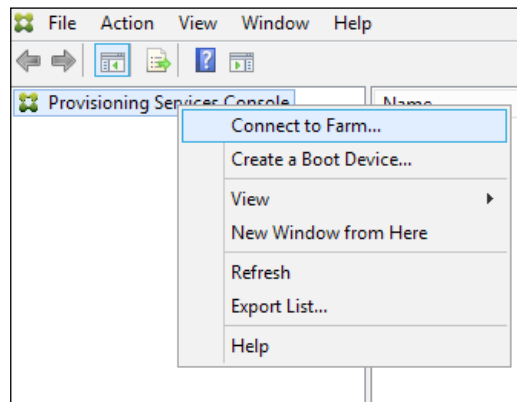 File Action View Window Help
Provisioning Services Console
Name
Connect to Farm...
Create a Boot Device...
View
New Window from Here
Refresh
Export List...
Help